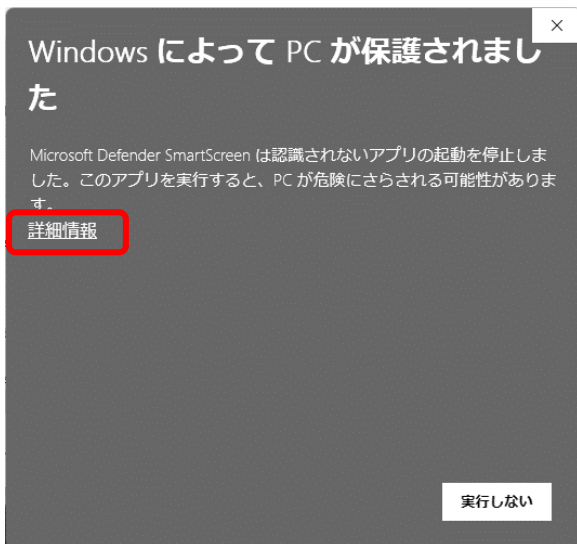 Windows によって PC が保護されまし
た
Microsoft Defender SmartScreen は認識されないアプリの起動を停止しま
した。このアプリを実行すると、PC が危険にさらされる可能性がありま
す。
詳細情報
実行しない